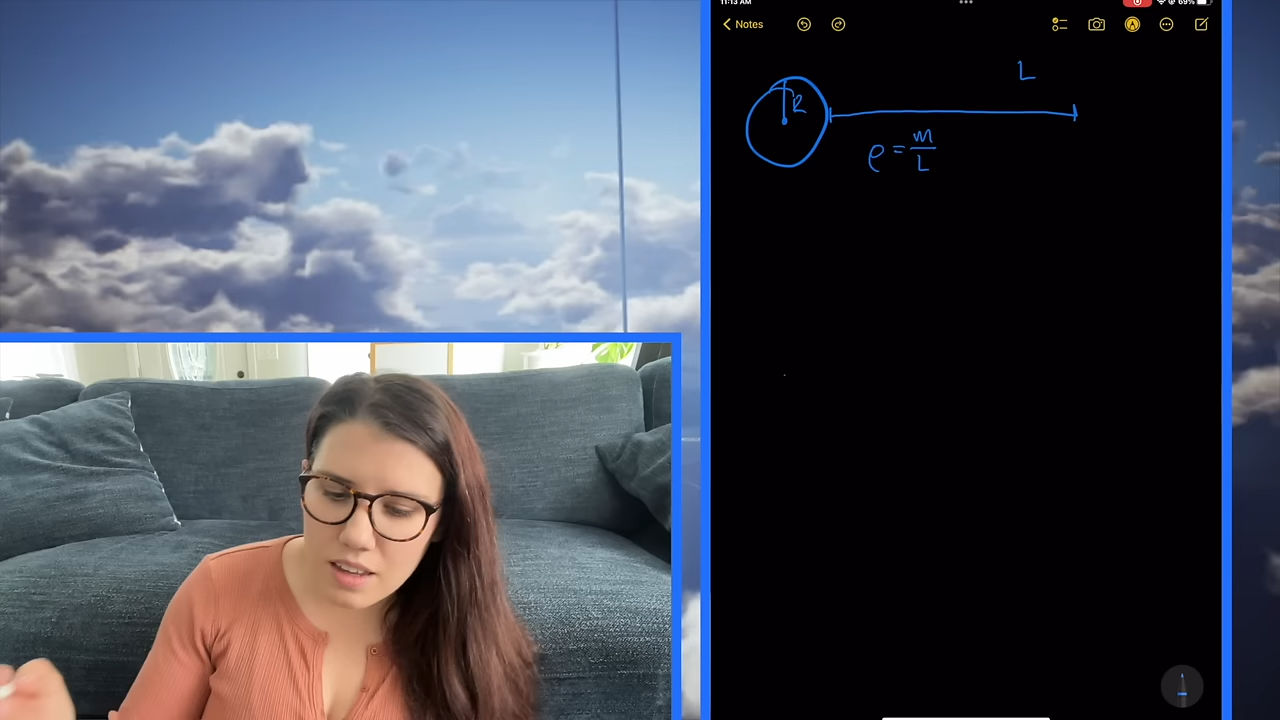 11:13 AM
69%
Notes
L
R
ρ = m/L